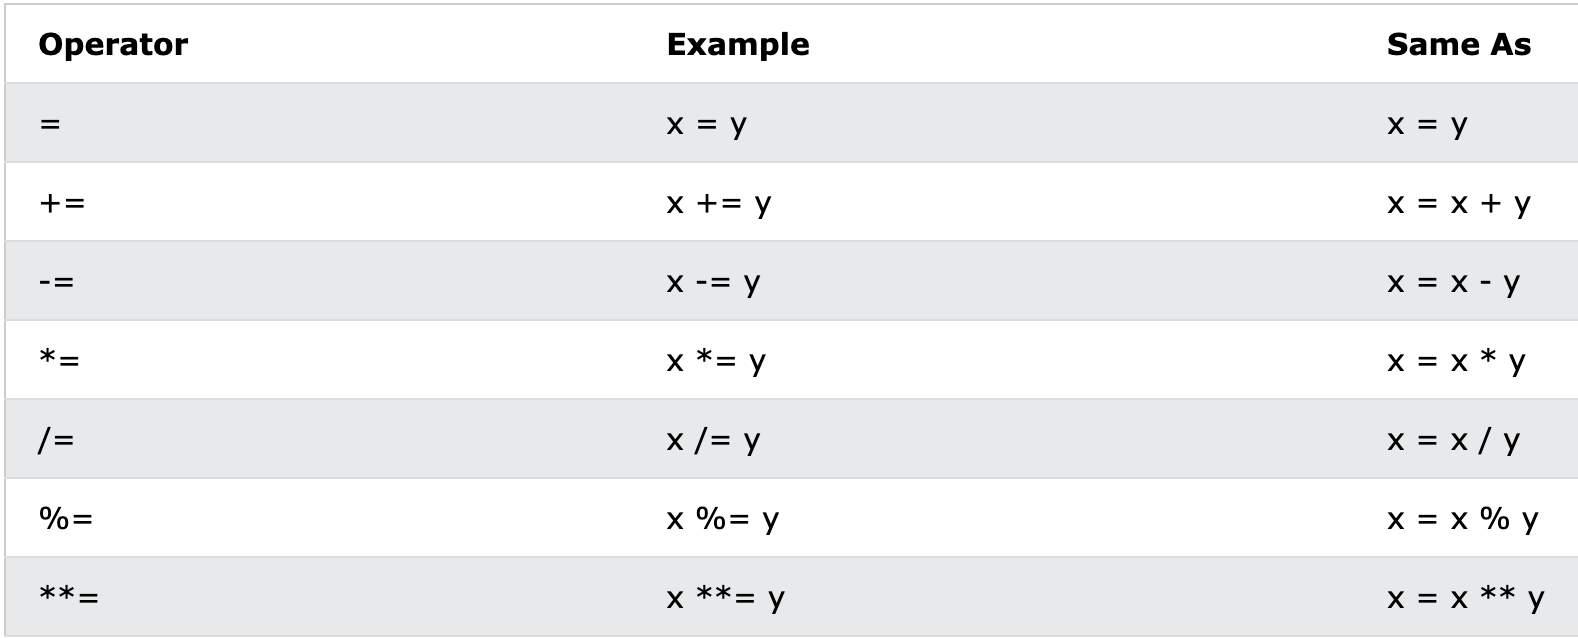 Operator Example Same As
= x = y x = y
+= x += y x = x + y
-= x -= y x = x - y
*= x *= y x = x * y
/= x /= y x = x / y
%= x %= y x = x % y
**= x **= y x = x ** y